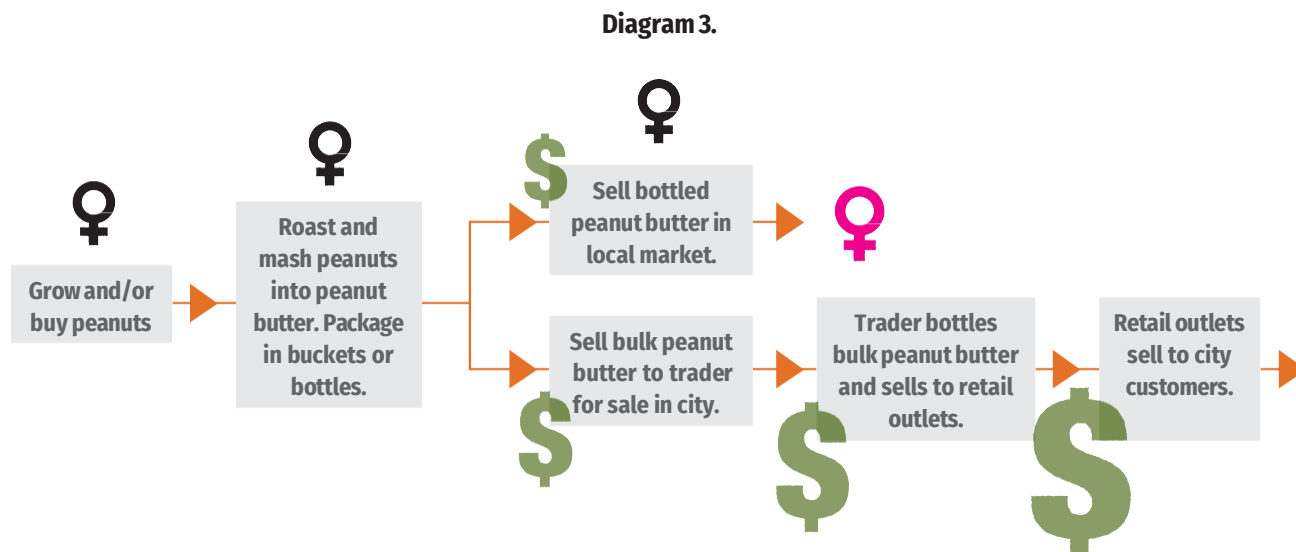 Diagram 3.
Grow and/or
buy peanuts
Roast and
mash peanuts
into peanut
butter. Package
in buckets or
bottles.
$
Sell bottled
peanut butter in
local market.
$
Sell bulk peanut
butter to trader
for sale in city.
$
Trader bottles
bulk peanut butter
and sells to retail
outlets.
$
Retail outlets
sell to city
customers.